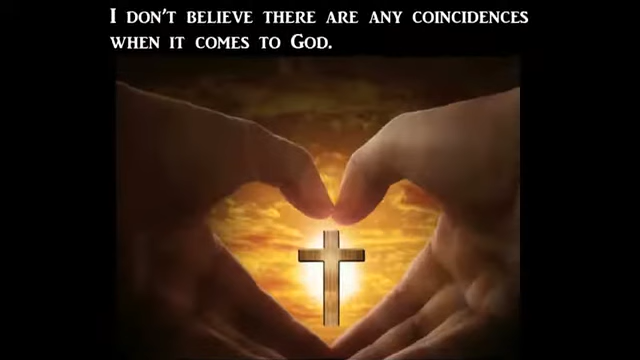 I don't believe there are any coincidences
when it comes to God.